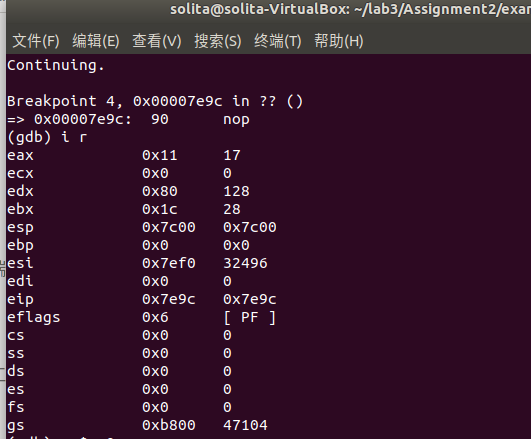 solita@solita-VirtualBox: ~/lab3/Assignment2/exa
文件(F) 编辑(E) 查看(V) 搜索(S) 终端(T) 帮助(H)
Continuing.
Breakpoint 4, 0x00007e9c in ?? ()
=> 0x00007e9c: 90 nop
(gdb) i r
eax 0x11 17
ecx 0x0 0
edx 0x80 128
ebx 0x1c 28
esp 0x7c00 0x7c00
ebp 0x0 0x0
esi 0x7ef0 32496
edi 0x0 0
eip 0x7e9c 0x7e9c
eflags 0x6 [ PF ]
cs 0x0 0
ss 0x0 0
ds 0x0 0
es 0x0 0
fs 0x0 0
gs 0xb800 47104